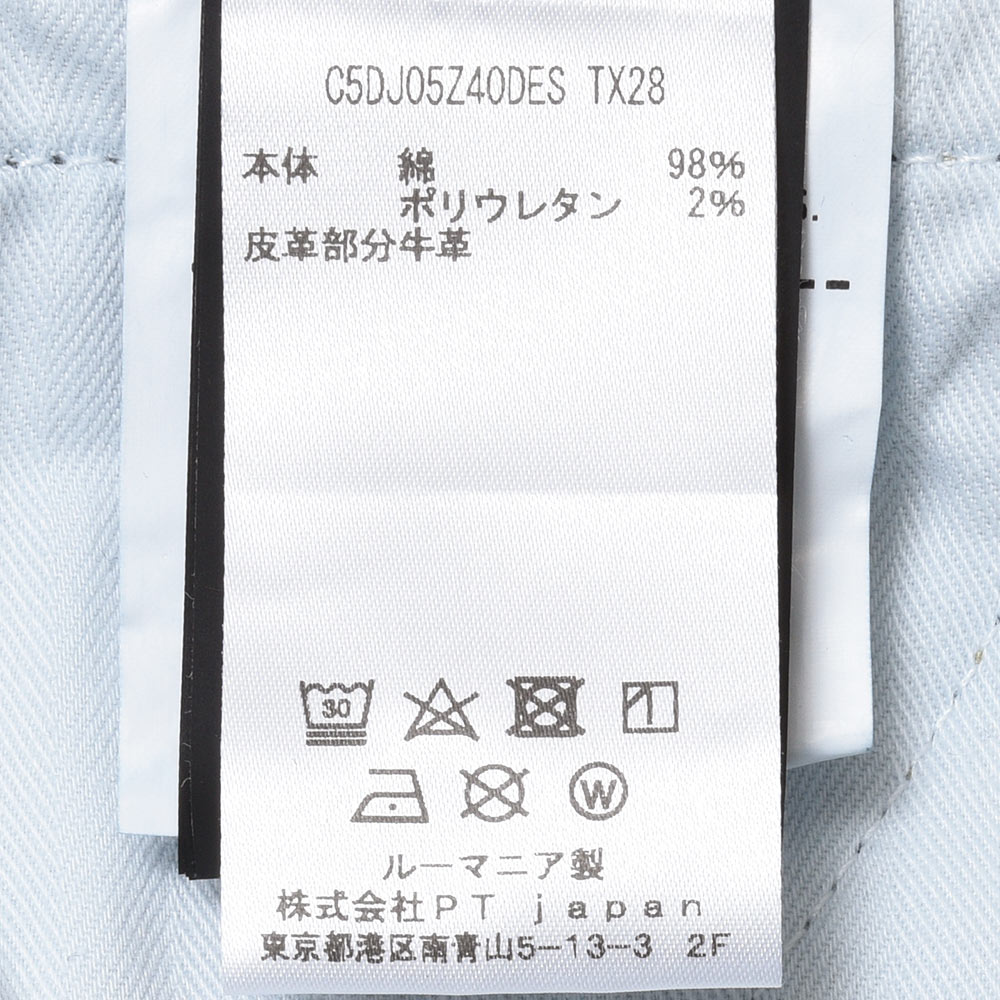 C5DJ05Z40DES TX28
本体 綿 98%
ポリウレタン 2%
皮革部分牛革
30
W
ルーマニア製
株式会社PT japan
東京都港区南青山5-13-3 2F